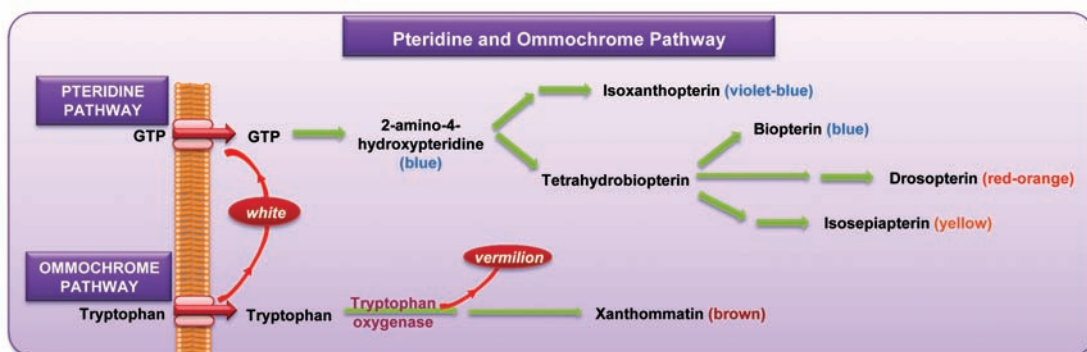 Pteridine and Ommochrome Pathway
PTERIDINE
PATHWAY
GTP
GTP
2-amino-4-
hydroxypteridine
(blue)
Isoxanthopterin (violet-blue)
Biopterin (blue)
Tetrahydrobiopterin
Drosopterin (red-orange)
Isosepiapterin (yellow)
white
vermilion
OMMOCHROME
PATHWAY
Tryptophan
Tryptophan
Tryptophan
oxygenase
Xanthommatin (brown)